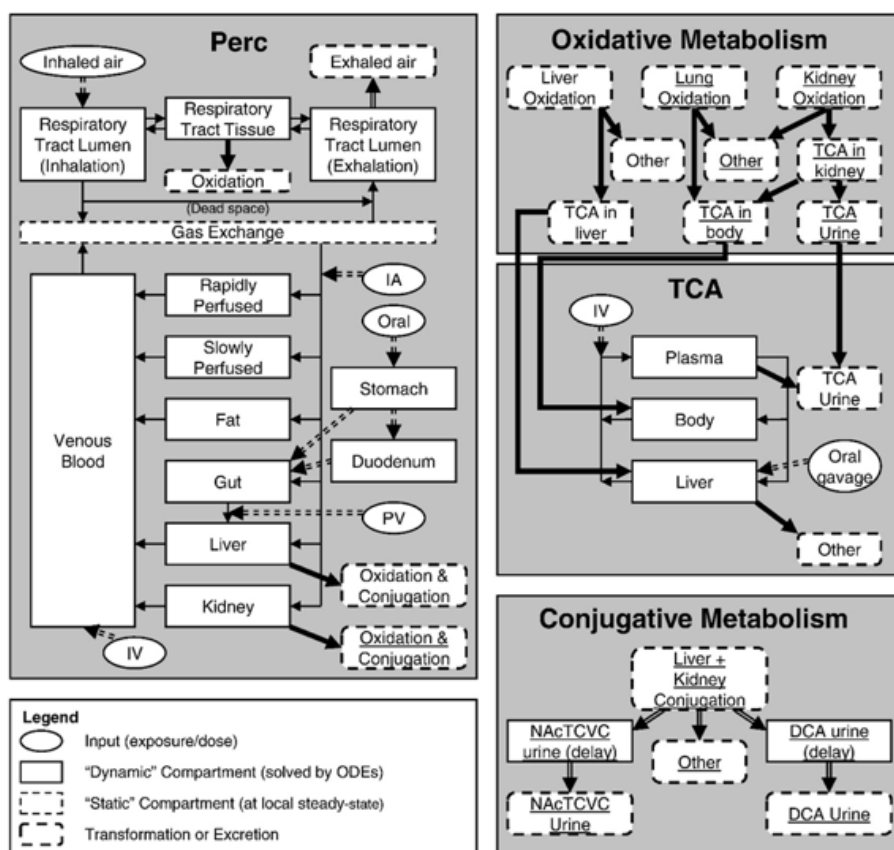 Perc
Inhaled air
Exhaled air
Respiratory
Tract Lumen
(Inhalation)
Respiratory
Tract Tissue
Respiratory
Tract Lumen
(Exhalation)
Oxidation
(Dead space)
Gas Exchange
Venous
Blood
Rapidly
Perfused
IA
Oral
Slowly
Perfused
Stomach
Fat
Duodenum
Gut
PV
Liver
Oxidation &
Conjugation
Kidney
Oxidation &
Conjugation
IV
Legend
Input (exposure/dose)
"Dynamic" Compartment (solved by ODEs)
"Static" Compartment (at local steady-state)
Transformation or Excretion
Oxidative Metabolism
Liver
Oxidation
Lung
Oxidation
Kidney
Oxidation
Other
Other
TCA in
kidney
TCA in
liver
TCA in
body
TCA
Urine
TCA
IV
Plasma
TCA
Urine
Body
Oral
gavage
Liver
Other
Conjugative Metabolism
Liver +
Kidney
Conjugation
NAcTCVC
urine (delay)
Other
DCA urine
(delay)
NAcTCVC
Urine
DCA Urine